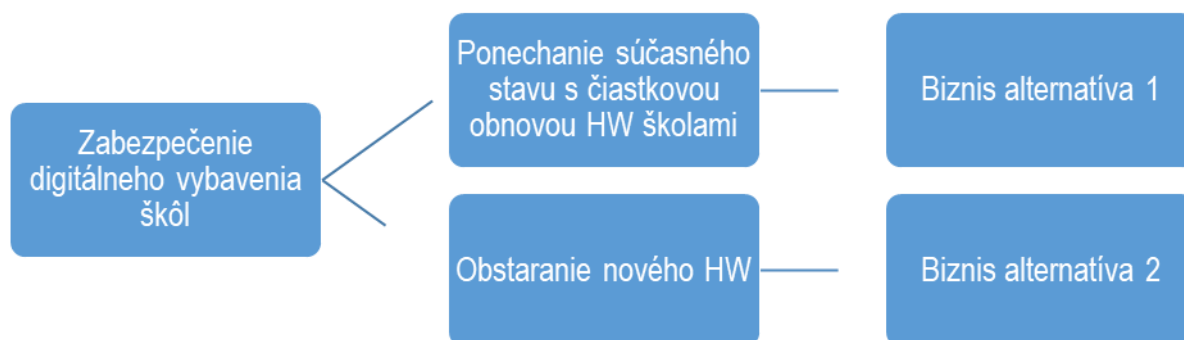 Zabezpečenie
digitálneho vybavenia
škôl
Ponechanie súčasného
stavu s čiastkovou
obnovou HW školami
Biznis alternatíva 1
Obstaranie nového HW
Biznis alternatíva 2